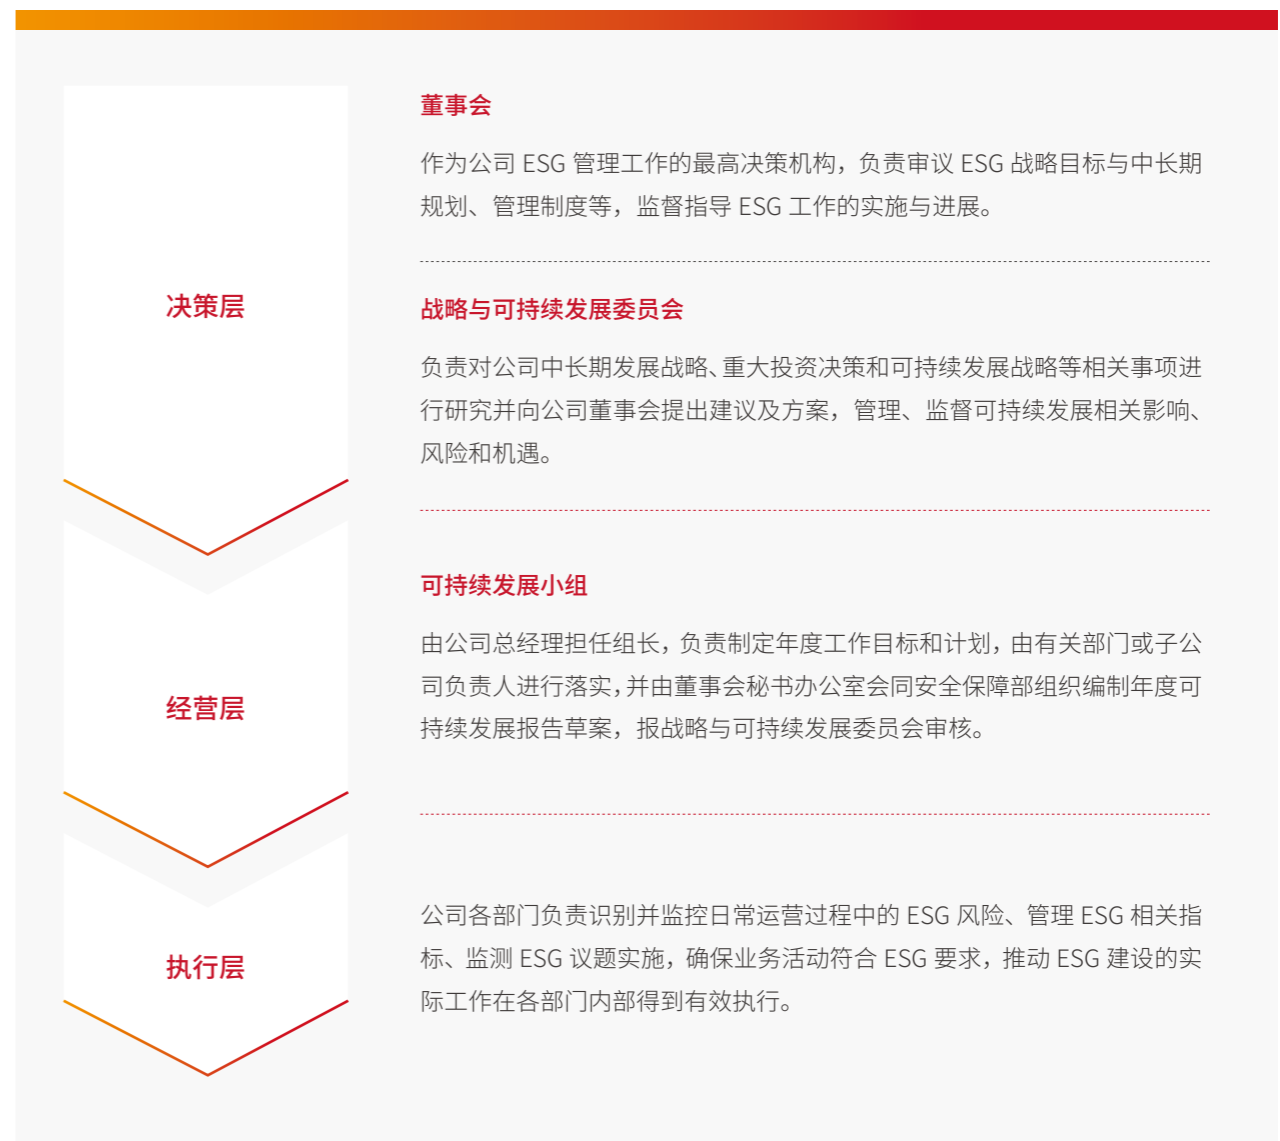 董事会
作为公司 ESG 管理工作的最高决策机构，负责审议 ESG 战略目标与中长期
规划、管理制度等，监督指导 ESG 工作的实施与进展。
决策层
战略与可持续发展委员会
负责对公司中长期发展战略、重大投资决策和可持续发展战略等相关事项进
行研究并向公司董事会提出建议及方案，管理、监督可持续发展相关影响、
风险和机遇。
可持续发展小组
由公司总经理担任组长，负责制定年度工作目标和计划，由有关部门或子公
司负责人进行落实，并由董事会秘书办公室会同安全保障部组织编制年度可
持续发展报告草案，报战略与可持续发展委员会审核。
经营层
公司各部门负责识别并监控日常运营过程中的 ESG 风险、管理 ESG 相关指
标、监测 ESG 议题实施，确保业务活动符合 ESG 要求，推动 ESG 建设的实
际工作在各部门内部得到有效执行。
执行层